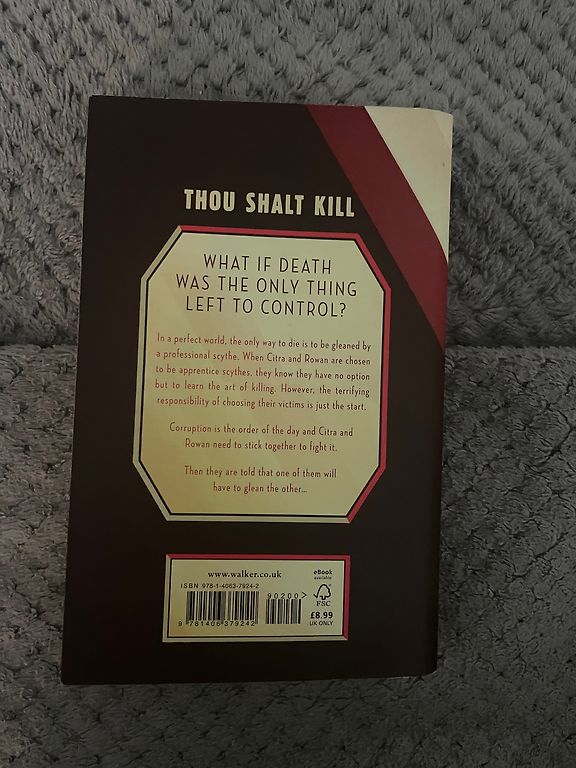 THOU SHALT KILL
WHAT IF DEATH
WAS THE ONLY THING
LEFT TO CONTROL?
In a perfect world, the only way to die is to be gleaned by
a professional scythe. When Citra and Rowan are chosen
to be apprentice scythes, they know they have no option
but to learn the art of killing. However, the terrifying
responsibility of choosing their victims is just the start.
Corruption is the order of the day and Citra and
Rowan need to stick together to fight it.
Then they are told that one of them will
have to glean the other...
www.walker.co.uk
ISBN 978-1-4063-7924-2
90200>
9 781406 379242
eBook
available
FSC
£8.99
UK ONLY